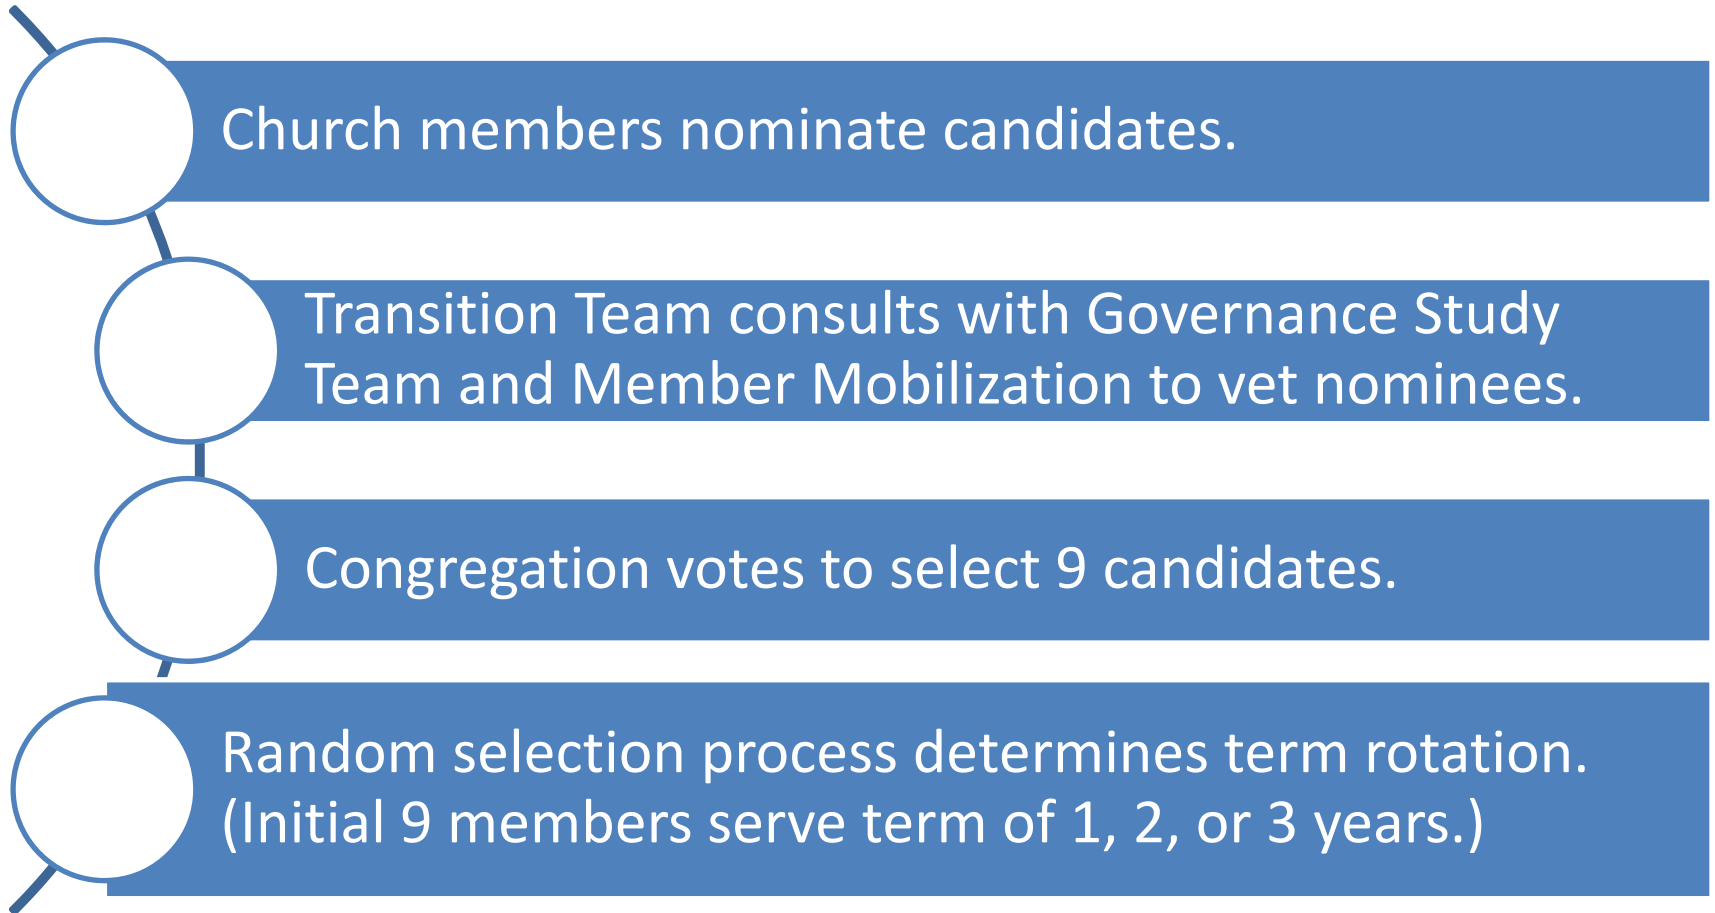 Church members nominate candidates.
Transition Team consults with Governance Study
Team and Member Mobilization to vet nominees.
Congregation votes to select 9 candidates.
Random selection process determines term rotation.
(Initial 9 members serve term of 1, 2, or 3 years.)